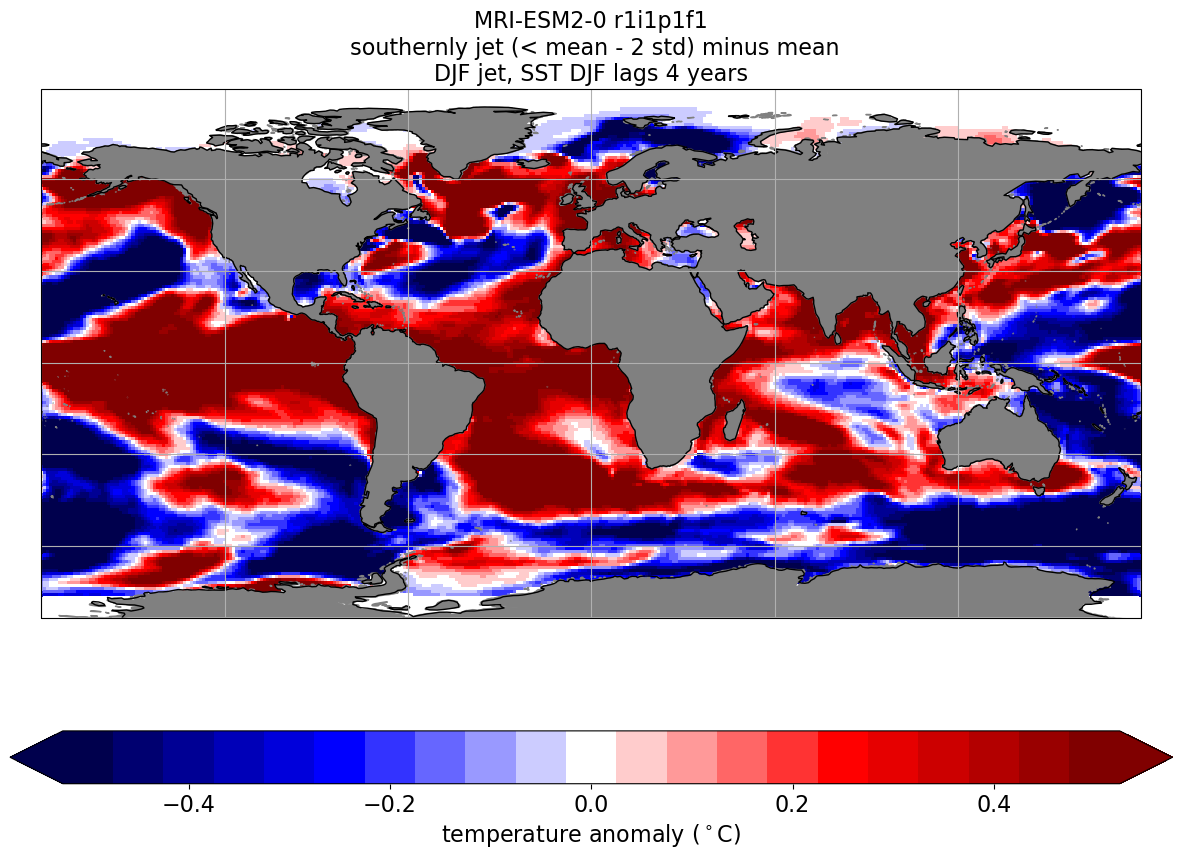 MRI-ESM2-0 r1i1p1f1
southernly jet (< mean - 2 std) minus mean
DJF jet, SST DJF lags 4 years
−0.4 −0.2 0.0 0.2 0.4
temperature anomaly (°C)